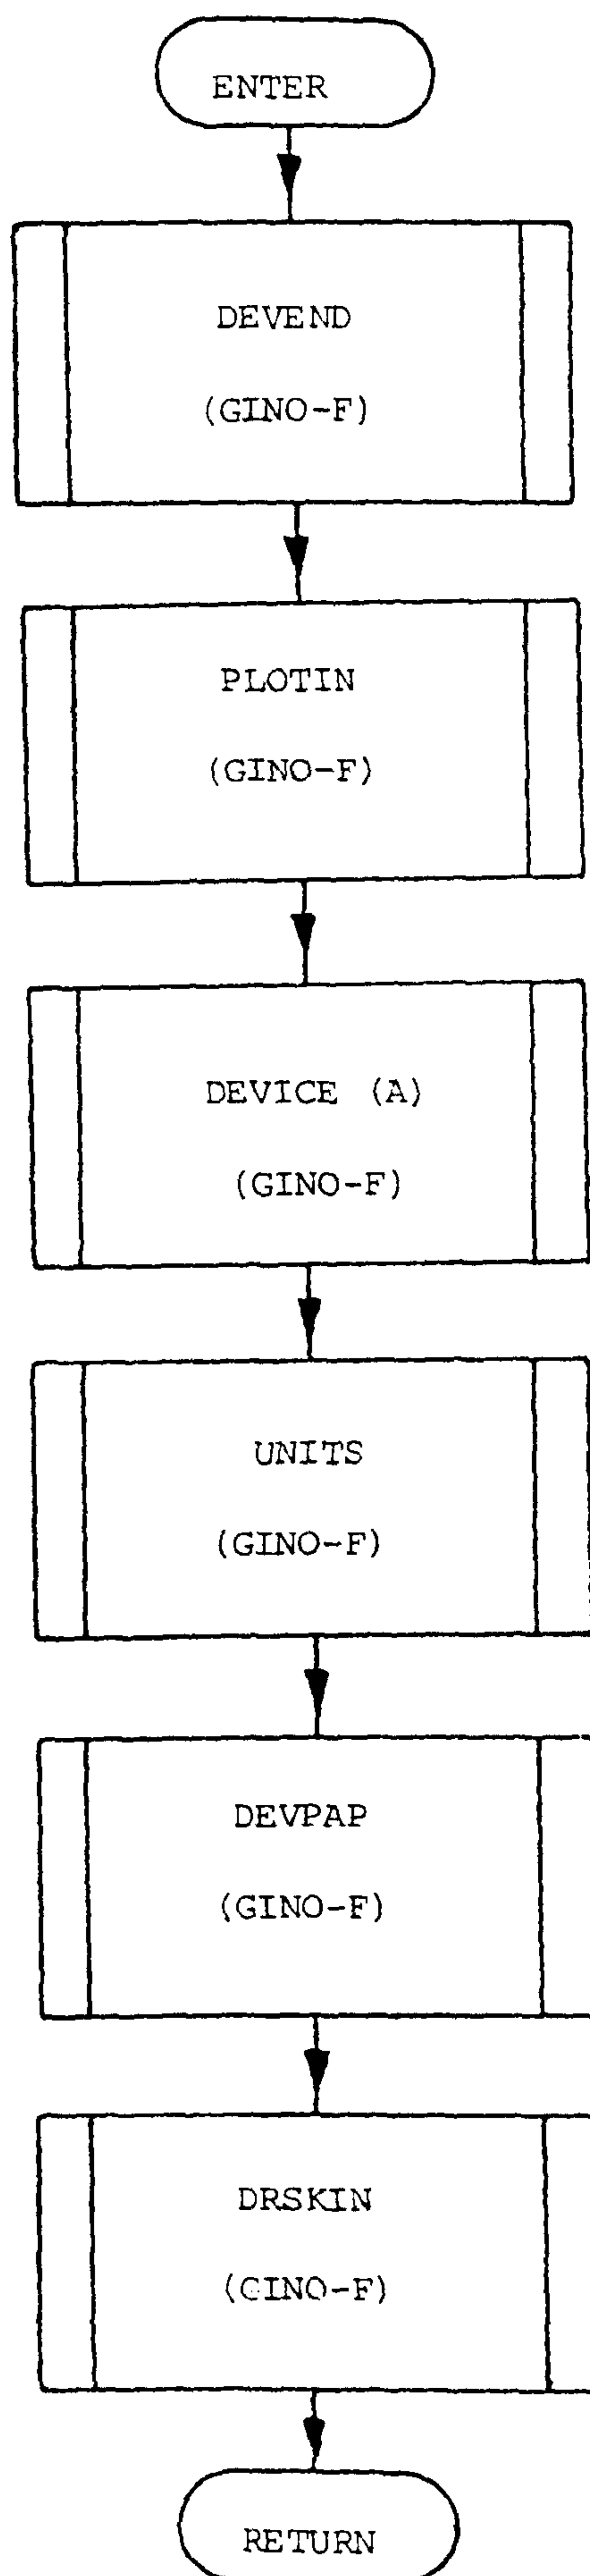 ENTER
DEVEND
(GINO-F)
PLOTIN
(GINO-F)
DEVICE (A)
(GINO-F)
UNITS
(GINO-F)
DEVPAP
(GINO-F)
DRSKIN
(GINO-F)
RETURN